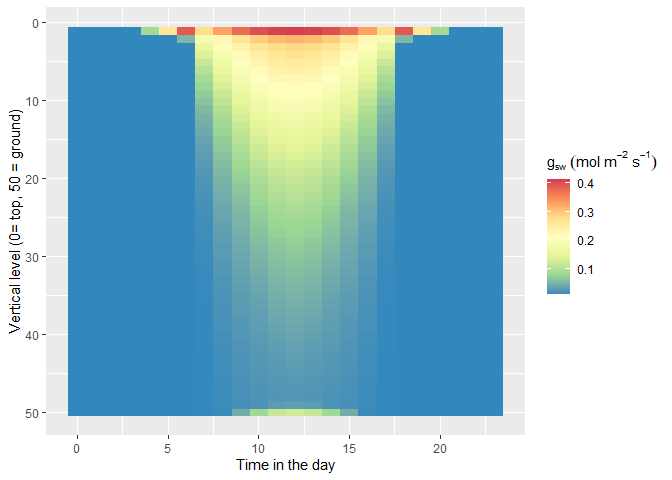 0
10
20
30
40
50
Vertical level (0= top, 50 = ground)
0 5 10 15 20
Time in the day
gsw (mol m−2 s−1)
0.4
0.3
0.2
0.1